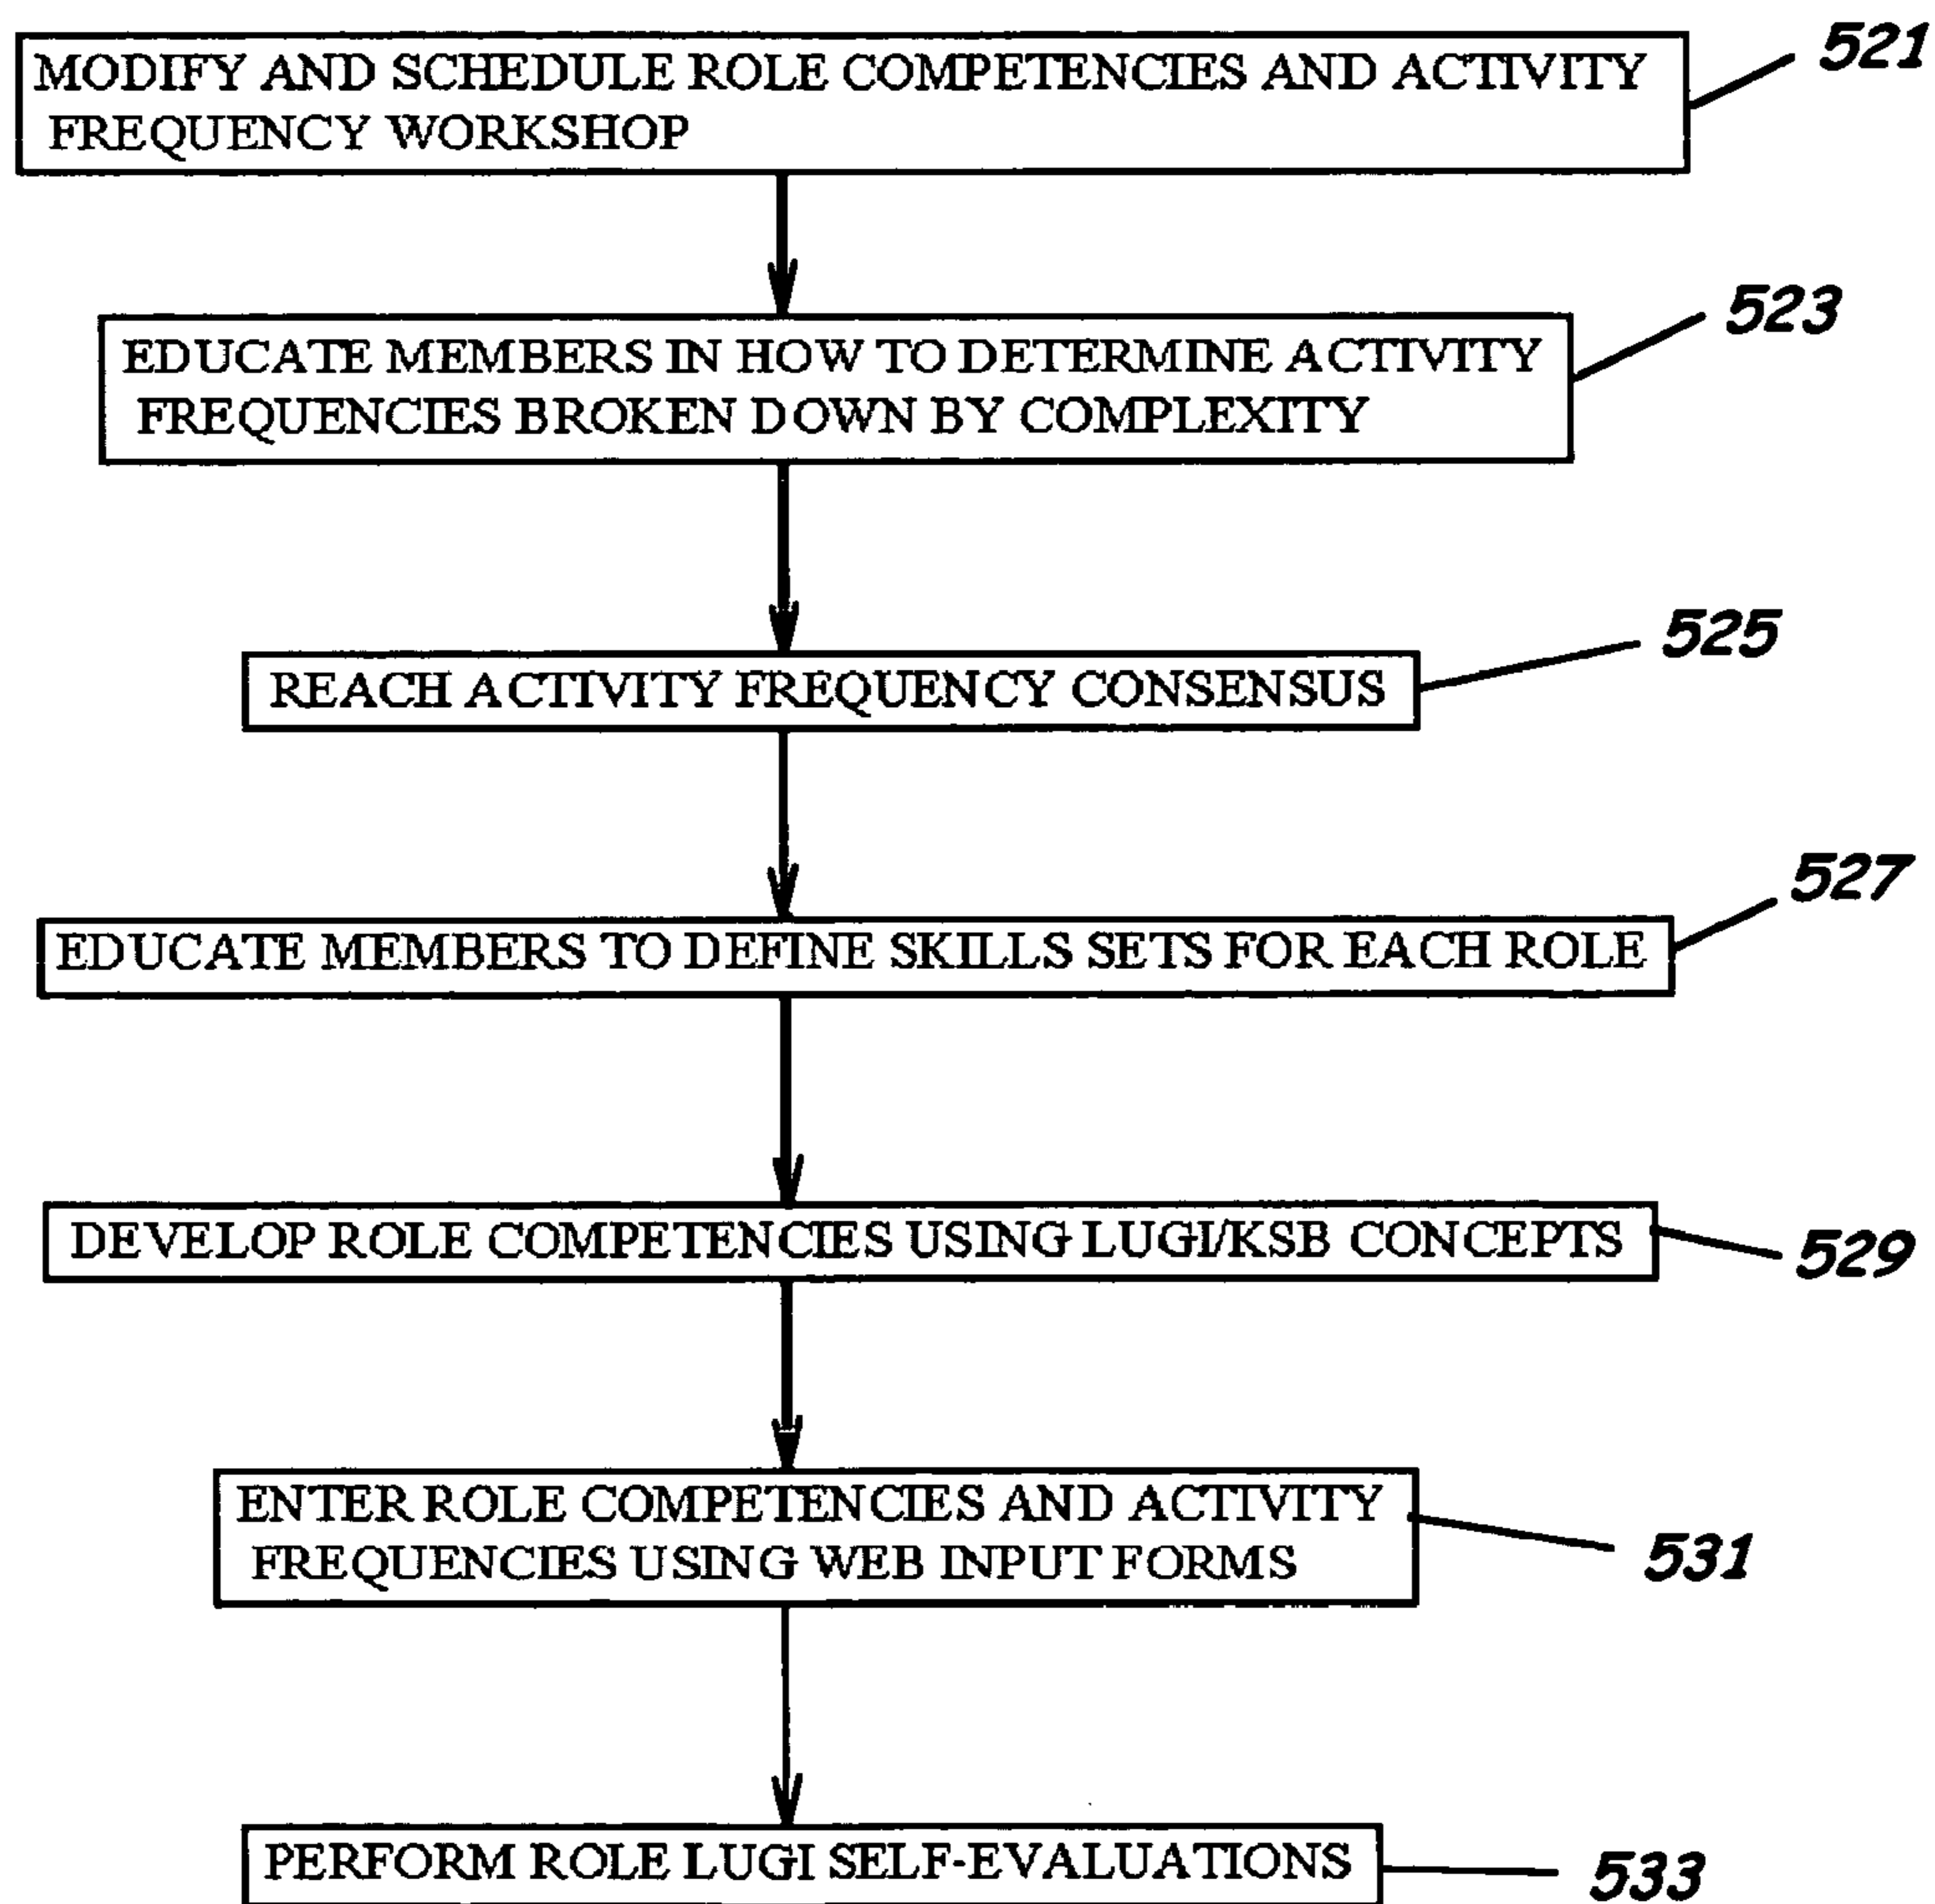 MODIFY AND SCHEDULE ROLE COMPETENCIES AND ACTIVITY
FREQUENCY WORKSHOP
521
EDUCATE MEMBERS IN HOW TO DETERMINE ACTIVITY
FREQUENCIES BROKEN DOWN BY COMPLEXITY
523
REACH ACTIVITY FREQUENCY CONSENSUS
525
EDUCATE MEMBERS TO DEFINE SKILLS SETS FOR EACH ROLE
527
DEVELOP ROLE COMPETENCIES USING LUGI/KSB CONCEPTS
529
ENTER ROLE COMPETENCIES AND ACTIVITY
FREQUENCIES USING WEB INPUT FORMS
531
PERFORM ROLE LUGI SELF-EVALUATIONS
533